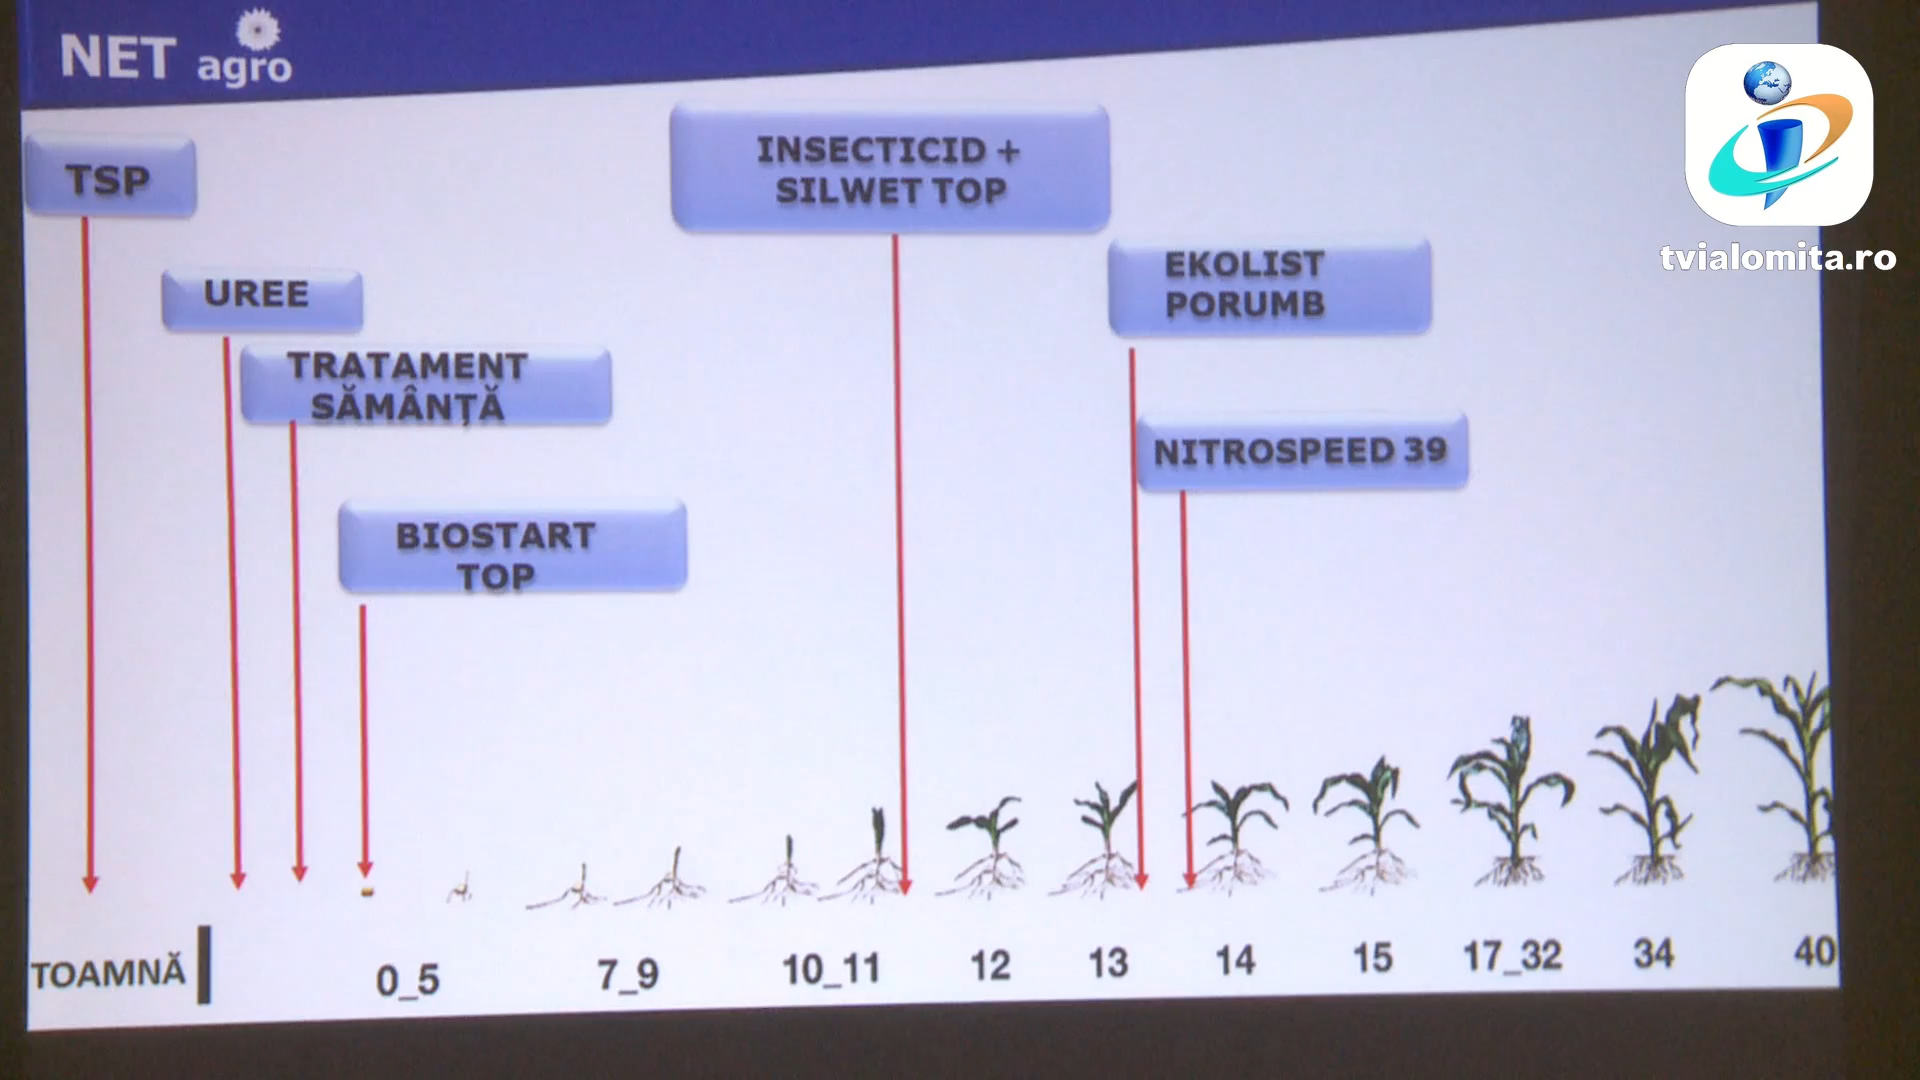 NET agro
TSP
INSECTICID +
SILWET TOP
tvialomita.ro
EKOLIST
PORUMB
UREE
TRATAMENT
SĂMÂNȚĂ
NITROSPEED 39
BIOSTART
TOP
TOAMNĂ
0_5
7_9
10_11
12
13
14
15
17_32
34
40